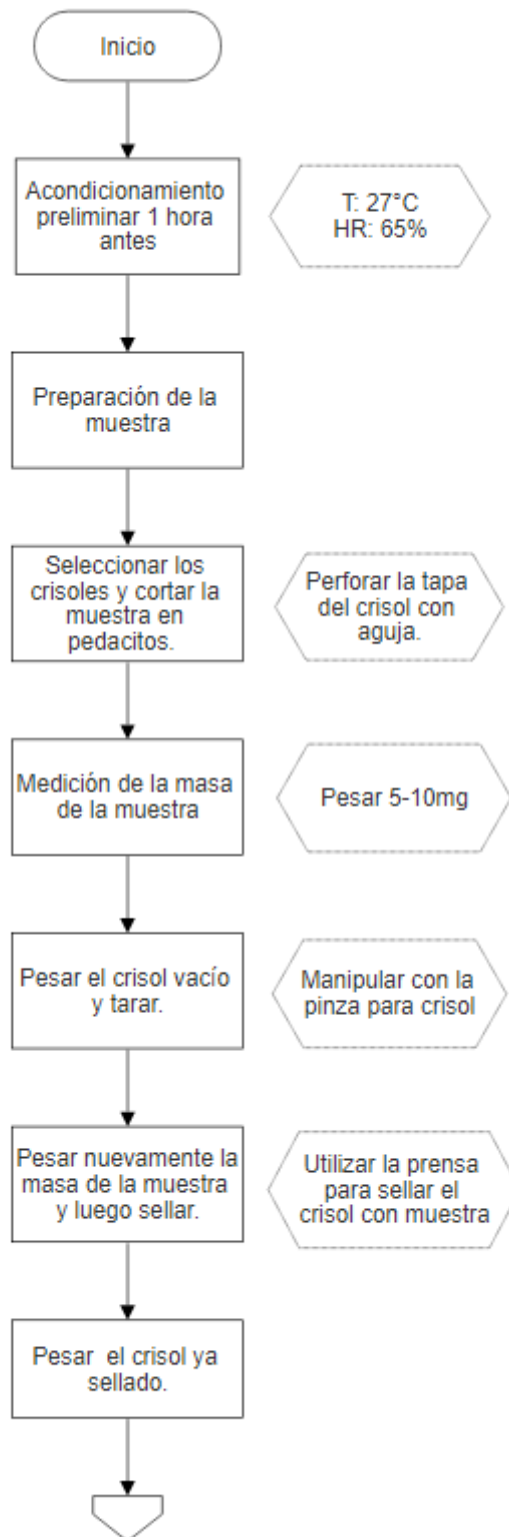 Inicio
Acondicionamiento
preliminar 1 hora
antes
T: 27°C
HR: 65%
Preparación de la
muestra
Seleccionar los
crisoles y cortar la
muestra en
pedacitos.
Perforar la tapa
del crisol con
aguja.
Medición de la masa
de la muestra
Pesar 5-10mg
Pesar el crisol vacío
y tarar.
Manipular con la
pinza para crisol
Pesar nuevamente la
masa de la muestra
y luego sellar.
Utilizar la prensa
para sellar el
crisol con muestra
Pesar el crisol ya
sellado.